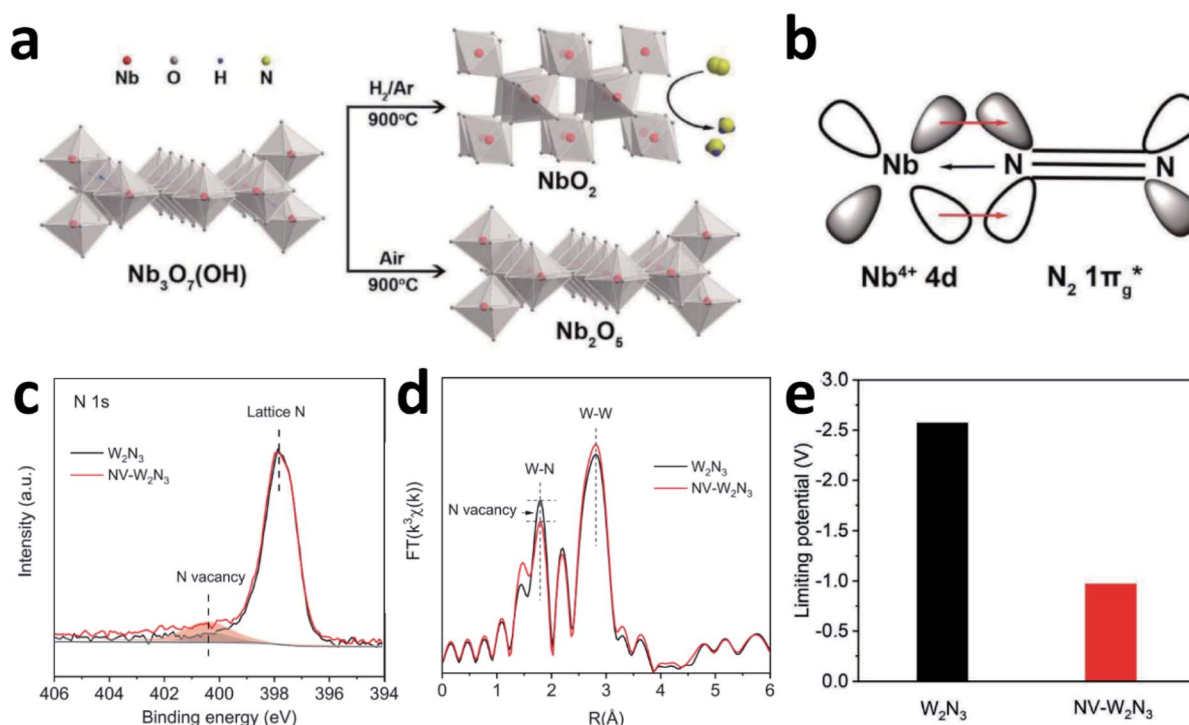 a
Nb O H N
Nb₃O₇(OH)
H₂/Ar
900°C
NbO₂
Air
900°C
Nb₂O₅
b
Nb N N
Nb⁴⁺ 4d N₂ 1πg*
c
N 1s
Lattice N
W₂N₃
NV-W₂N₃
N vacancy
Intensity (a.u.)
406 404 402 400 398 396 394
Binding energy (eV)
d
W-W
W-N
W₂N₃
NV-W₂N₃
N vacancy
FT(k³χ(k))
0 1 2 3 4 5 6
R(Å)
e
Limiting potential (V)
-3.0
-2.5
-2.0
-1.5
-1.0
-0.5
0.0
W₂N₃ NV-W₂N₃